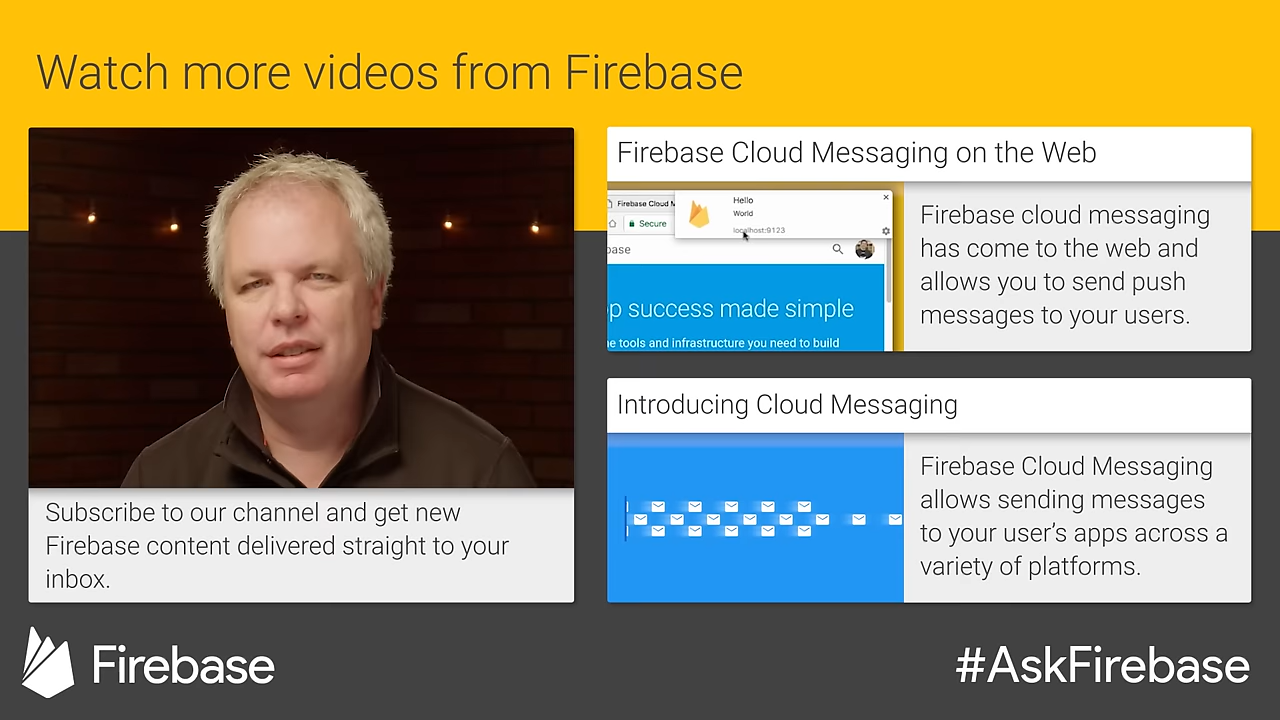 Watch more videos from Firebase
Subscribe to our channel and get new
Firebase content delivered straight to your
inbox.
Firebase Cloud Messaging on the Web
Firebase Cloud M
Hello
World
localhost:9123
Secure
base
p success made simple
e tools and infrastructure you need to build
Firebase cloud messaging
has come to the web and
allows you to send push
messages to your users.
Introducing Cloud Messaging
Firebase Cloud Messaging
allows sending messages
to your user’s apps across a
variety of platforms.
Firebase
#AskFirebase